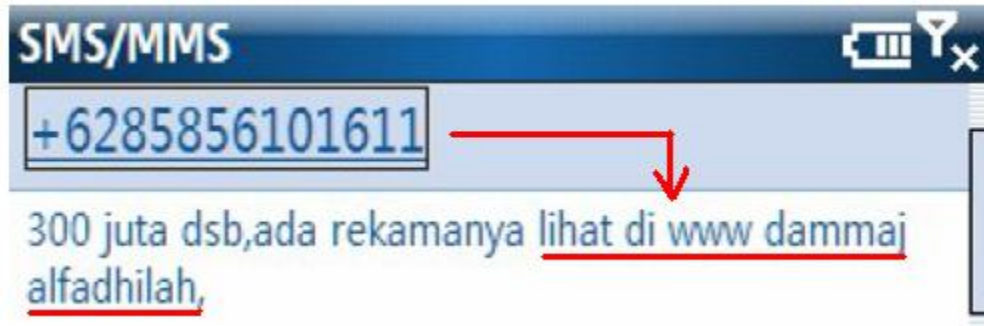 SMS/MMS
+6285856101611
300 juta dsb,ada rekamanya lihat di www dammaj
alfadhilah,